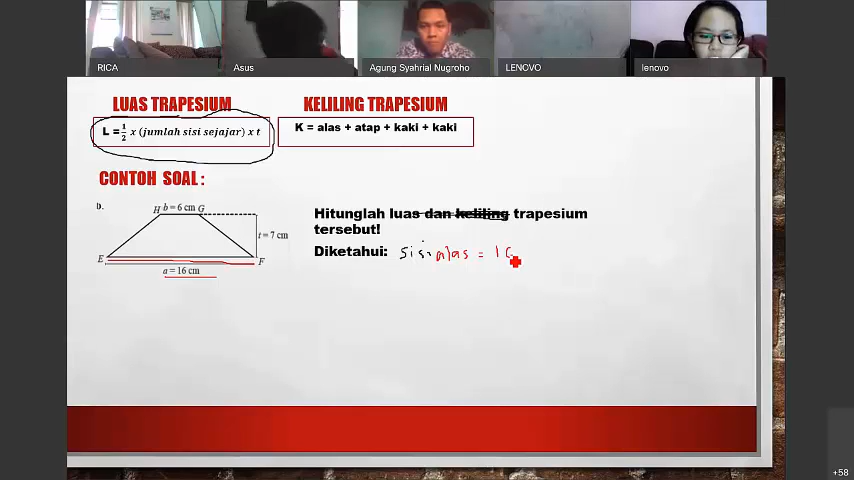 RICA
Asus
Agung Syahrial Nugroho
LENOVO
lenovo
LUAS TRAPESIUM
KELILING TRAPESIUM
L = 1/2 x (jumlah sisi sejajar) x t
K = alas + atap + kaki + kaki
CONTOH SOAL :
b.
H b = 6 cm G
t = 7 cm
E F
a = 16 cm
Hitunglah luas dan keliling trapesium
tersebut!
Diketahui: sisi alas = 16
+58